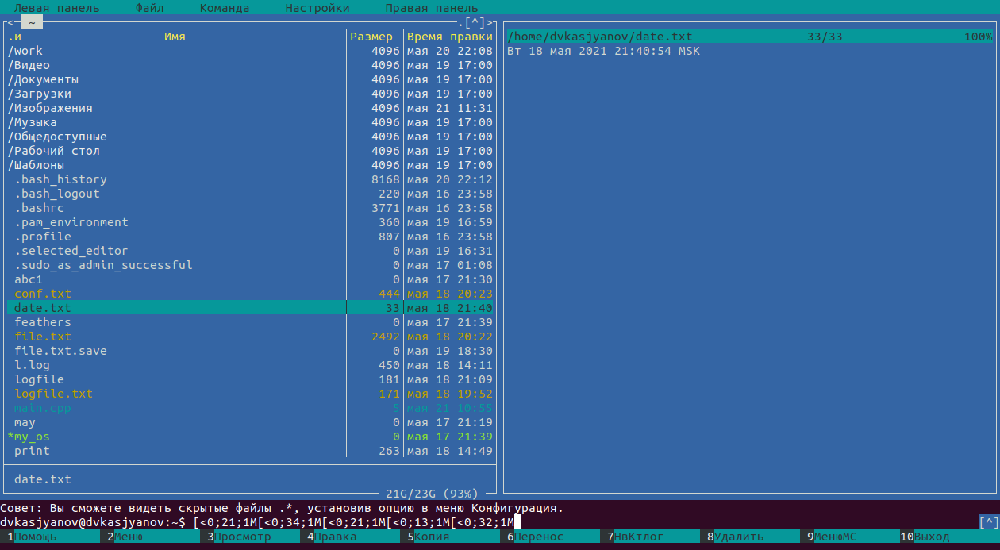 Левая панель Файл Команда Настройки Правая панель
<─ ~ .[^]>
.и Имя Размер Время правки
/work 4096 мая 20 22:08
/Видео 4096 мая 19 17:00
/Документы 4096 мая 19 17:00
/Загрузки 4096 мая 19 17:00
/Изображения 4096 мая 21 11:31
/Музыка 4096 мая 19 17:00
/Общедоступные 4096 мая 19 17:00
/Рабочий стол 4096 мая 19 17:00
/Шаблоны 4096 мая 19 17:00
.bash_history 8168 мая 20 22:12
.bash_logout 220 мая 16 23:58
.bashrc 3771 мая 16 23:58
.pam_environment 360 мая 19 16:59
.profile 807 мая 16 23:58
.selected_editor 0 мая 19 16:31
.sudo_as_admin_successful 0 мая 17 01:08
abc1 0 мая 17 21:30
conf.txt 444 мая 18 20:23
date.txt 33 мая 18 21:40
feathers 0 мая 17 21:39
file.txt 2492 мая 18 20:22
file.txt.save 0 мая 19 18:30
l.log 450 мая 18 14:11
logfile 181 мая 18 21:09
logfile.txt 171 мая 18 19:52
main.cpp 5 мая 21 10:55
may 0 мая 17 21:19
*my_os 0 мая 17 21:39
print 263 мая 18 14:49
date.txt
21G/23G (93%)
/home/dvkasjyanov/date.txt 33/33 100%
Вт 18 мая 2021 21:40:54 MSK
Совет: Вы сможете видеть скрытые файлы .*, установив опцию в меню Конфигурация.
dvkasjyanov@dvkasjyanov:~$ [<0;21;1M[<0;34;1M[<0;21;1M[<0;13;1M[<0;32;1M [^]
1Помощь 2Меню 3Просмотр 4Правка 5Копия 6Перенос 7НвКтлог 8Удалить 9МенюMC 10Выход